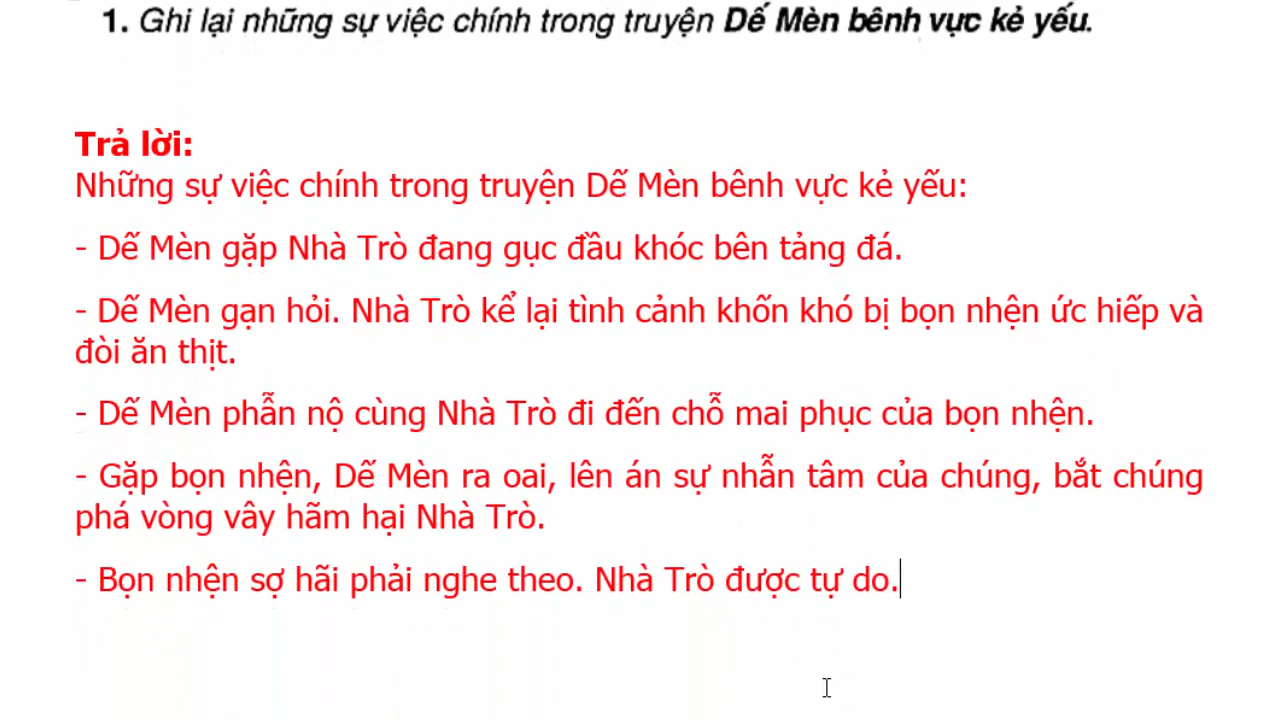 1. Ghi lại những sự việc chính trong truyện Dế Mèn bênh vực kẻ yếu.
Trả lời:
Những sự việc chính trong truyện Dế Mèn bênh vực kẻ yếu:
- Dế Mèn gặp Nhà Trò đang gục đầu khóc bên tảng đá.
- Dế Mèn gạn hỏi. Nhà Trò kể lại tình cảnh khốn khó bị bọn nhện ức hiếp và
đòi ăn thịt.
- Dế Mèn phẫn nộ cùng Nhà Trò đi đến chỗ mai phục của bọn nhện.
- Gặp bọn nhện, Dế Mèn ra oai, lên án sự nhẫn tâm của chúng, bắt chúng
phá vòng vây hãm hại Nhà Trò.
- Bọn nhện sợ hãi phải nghe theo. Nhà Trò được tự do.